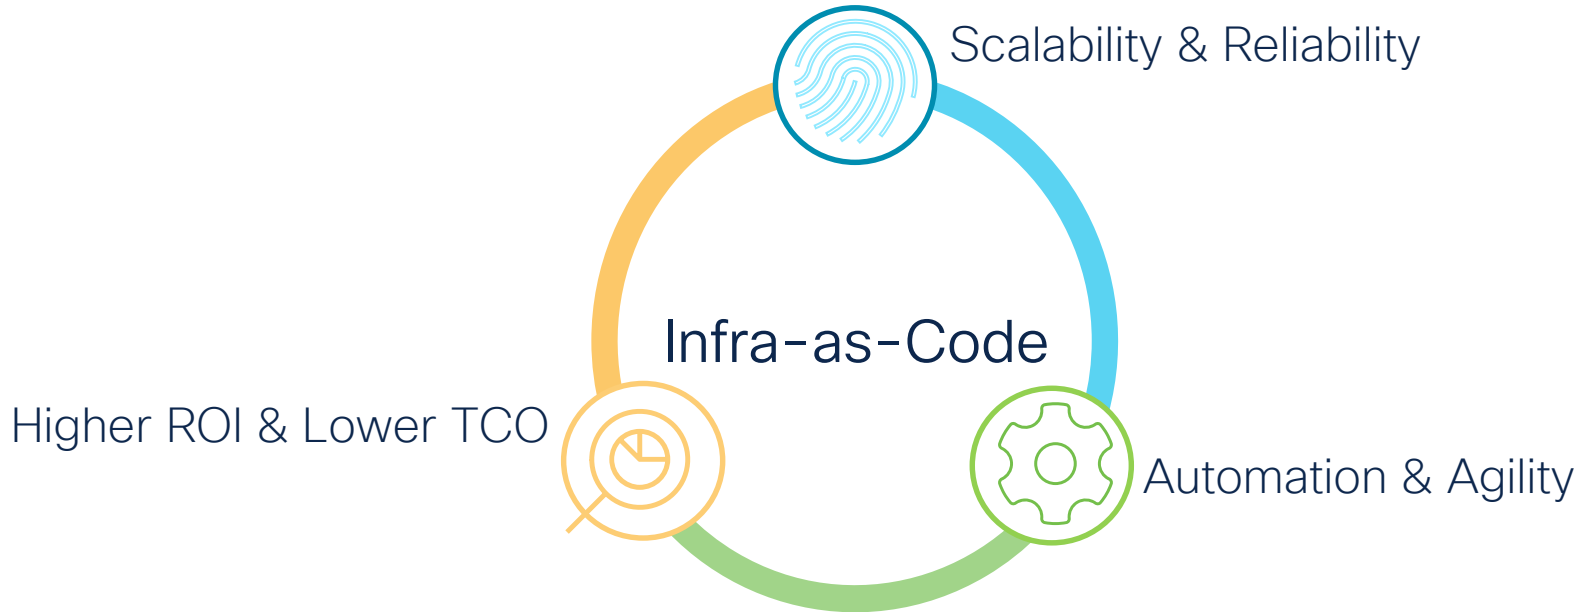 Scalability & Reliability
Infra-as-Code
Higher ROI & Lower TCO
Automation & Agility